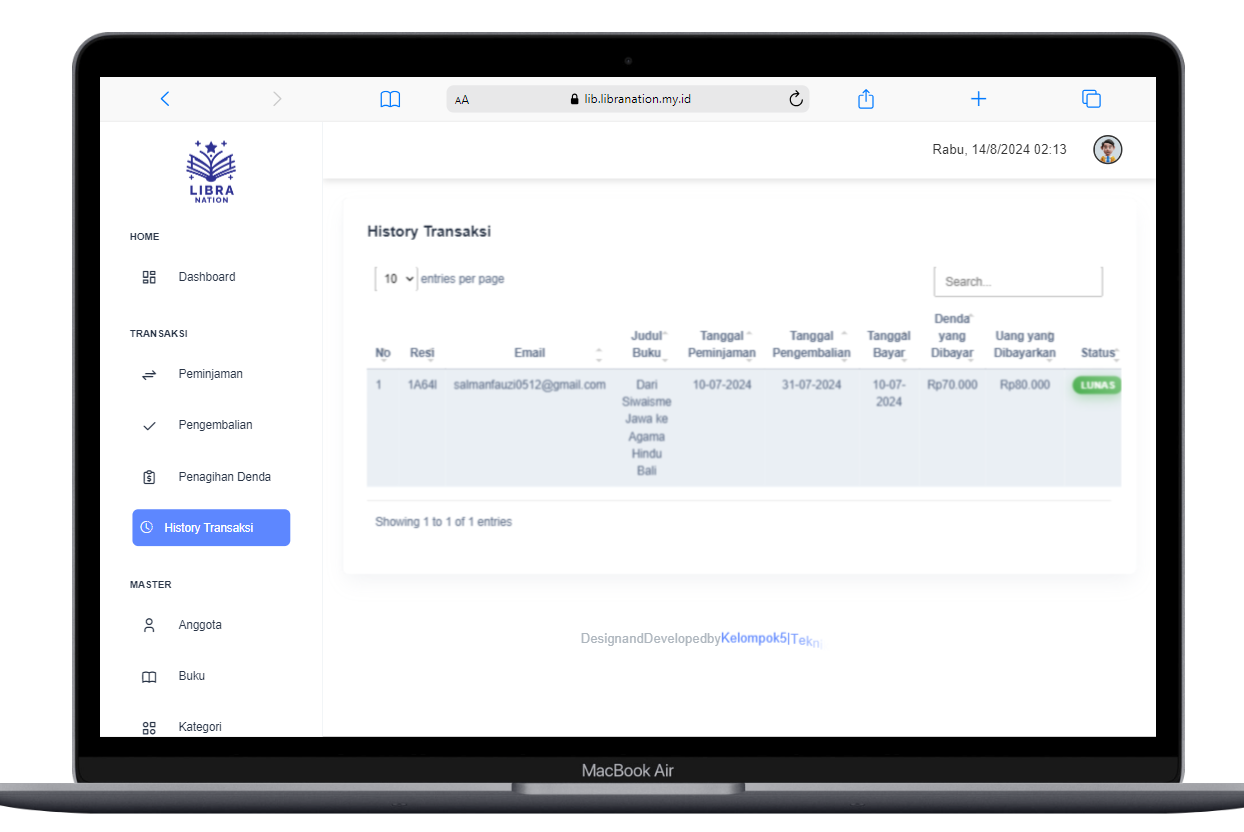 AA
lib.libranation.my.id
LIBRA
NATION
Rabu, 14/8/2024 02:13
HOME
Dashboard
TRANSAKSI
Peminjaman
Pengembalian
Penagihan Denda
History Transaksi
MASTER
Anggota
Buku
Kategori
History Transaksi
10 entries per page
Search...
No Resi Email Judul Buku Tanggal Peminjaman Tanggal Pengembalian Tanggal Bayar Denda yang Dibayar Uang yang Dibayarkan Status
1 1A64I salmanfauzi0512@gmail.com Dari Siwaisme Jawa ke Agama Hindu Bali 10-07-2024 31-07-2024 10-07-2024 Rp70.000 Rp80.000 LUNAS
Showing 1 to 1 of 1 entries
DesignandDevelopedbyKelompok5|Tekn
MacBook Air